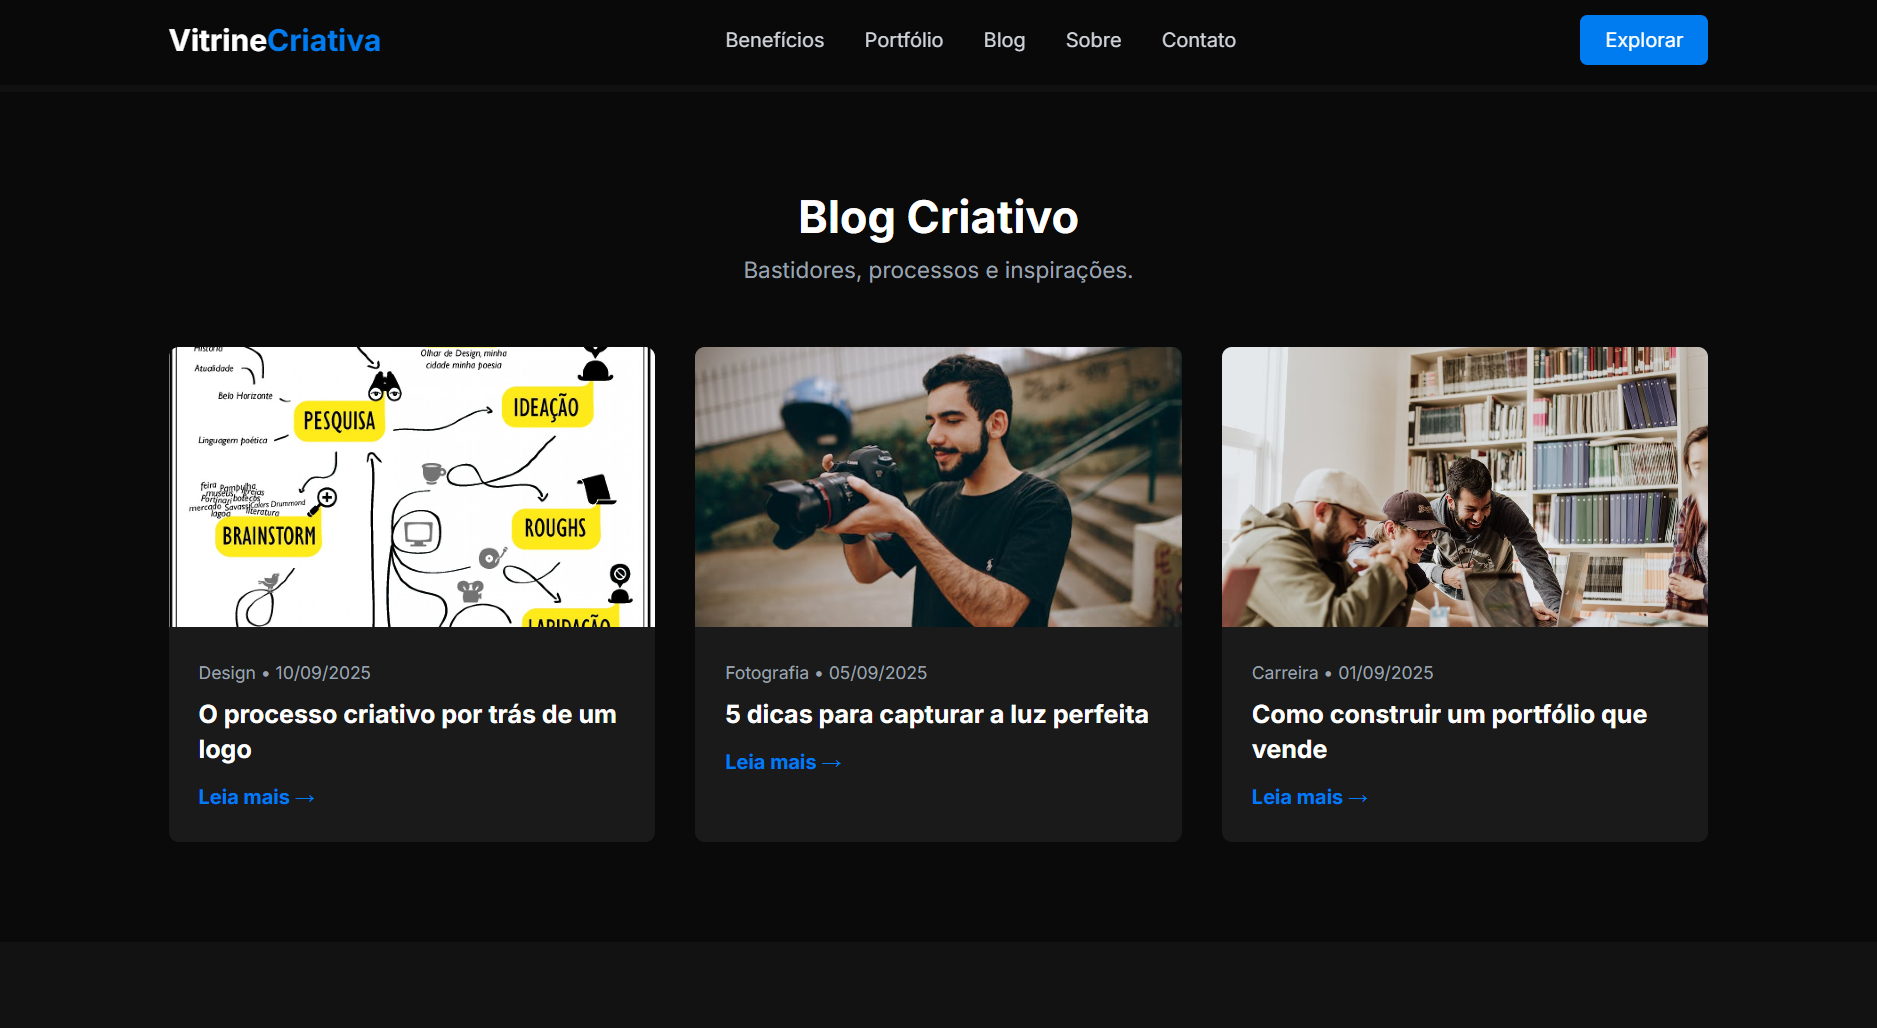 VitrineCriativa
Benefícios
Portfólio
Blog
Sobre
Contato
Explorar
Blog Criativo
Bastidores, processos e inspirações.
História
Atualidade
Belo Horizonte
Linguagem poética
Olhar de Design, minha
cidade minha poesia
PESQUISA
IDEAÇÃO
feira Pampulha
museus, Igrejas
Portinari botecos
mercado Savassi
lagoa literatura
BRAINSTORM
ROUGHS
LAPIDAÇÃO
Design • 10/09/2025
O processo criativo por trás de um
logo
Leia mais →
Fotografia • 05/09/2025
5 dicas para capturar a luz perfeita
Leia mais →
Carreira • 01/09/2025
Como construir um portfólio que
vende
Leia mais →